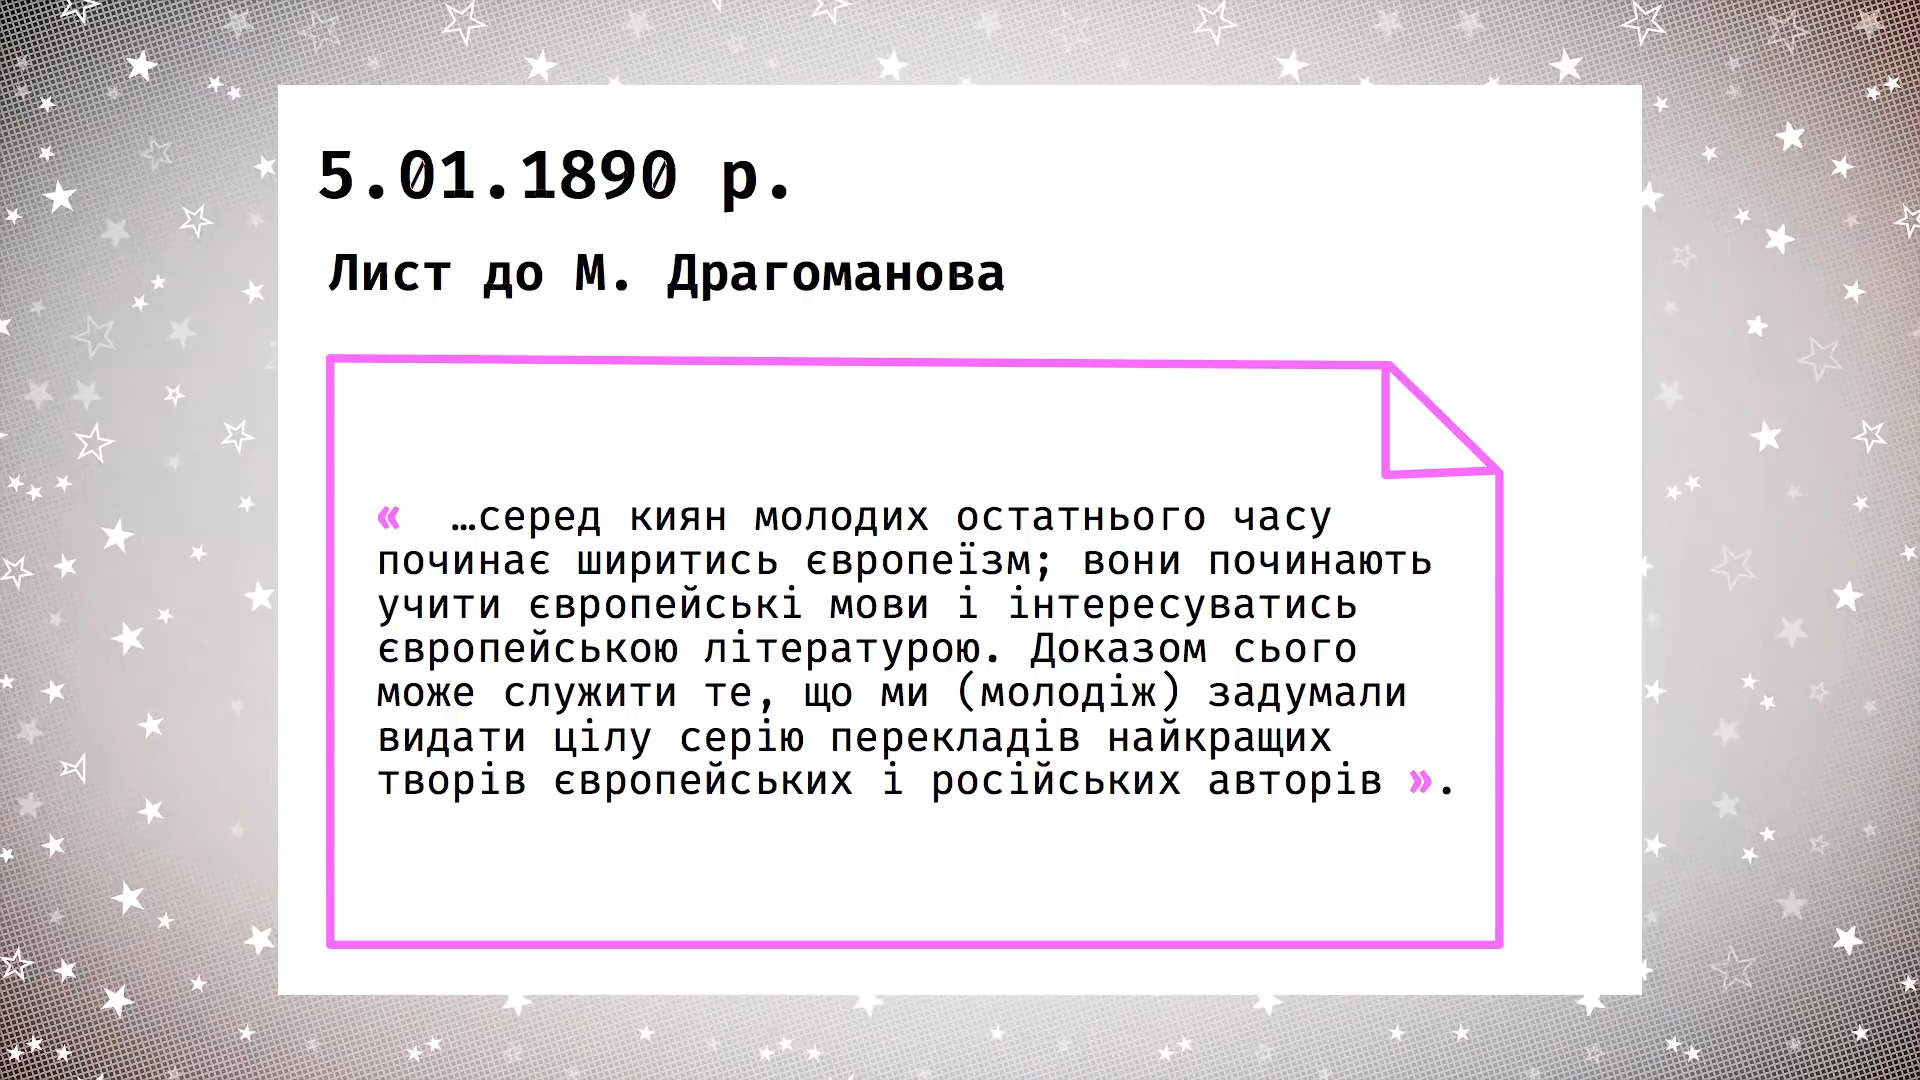 5.01.1890 р.
Лист до М. Драгоманова
« …серед киян молодих остатнього часу
починає ширитись європеїзм; вони починають
учити європейські мови і інтересуватись
європейською літературою. Доказом сього
може служити те, що ми (молодіж) задумали
видати цілу серію перекладів найкращих
творів європейських і російських авторів ».